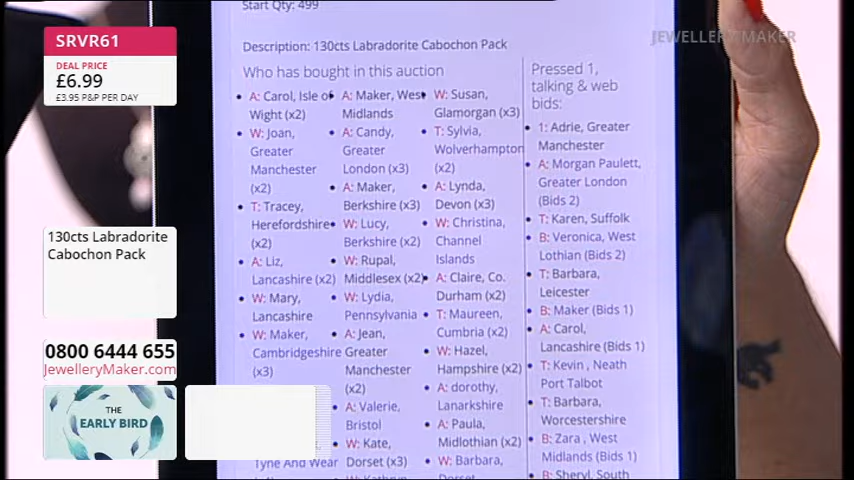 Start Qty: 499
JEWELLERY MAKER
SRVR61
DEAL PRICE
£6.99
£3.95 P&P PER DAY
Description: 130cts Labradorite Cabochon Pack
Who has bought in this auction
A: Carol, Isle of
Wight (x2)
W: Joan,
Greater
Manchester
(x2)
T: Tracey,
Herefordshire
(x2)
A: Liz,
Lancashire (x2)
W: Mary,
Lancashire
W: Maker,
Cambridgeshire
(x3)
Tyne And Wear
A: Maker, West
Midlands
A: Candy,
Greater
London (x3)
A: Maker,
Berkshire (x3)
W: Lucy,
Berkshire (x2)
W: Rupal,
Middlesex (x2)
W: Lydia,
Pennsylvania
A: Jean,
Greater
Manchester
(x2)
A: Valerie,
Bristol
W: Kate,
Dorset (x3)
W: Kathryn
W: Susan,
Glamorgan (x3)
T: Sylvia,
Wolverhampton
(x2)
A: Lynda,
Devon (x3)
W: Christina,
Channel
Islands
A: Claire, Co.
Durham (x2)
T: Maureen,
Cumbria (x2)
W: Hazel,
Hampshire (x2)
A: dorothy,
Lanarkshire
A: Paula,
Midlothian (x2)
W: Barbara,
Dorset
Pressed 1,
talking & web
bids:
1: Adrie, Greater
Manchester
A: Morgan Paulett,
Greater London
(Bids 2)
T: Karen, Suffolk
B: Veronica, West
Lothian (Bids 2)
T: Barbara,
Leicester
B: Maker (Bids 1)
A: Carol,
Lancashire (Bids 1)
T: Kevin , Neath
Port Talbot
T: Barbara,
Worcestershire
B: Zara , West
Midlands (Bids 1)
B: Sheryl, South
130cts Labradorite
Cabochon Pack
0800 6444 655
JewelleryMaker.com
THE
EARLY BIRD